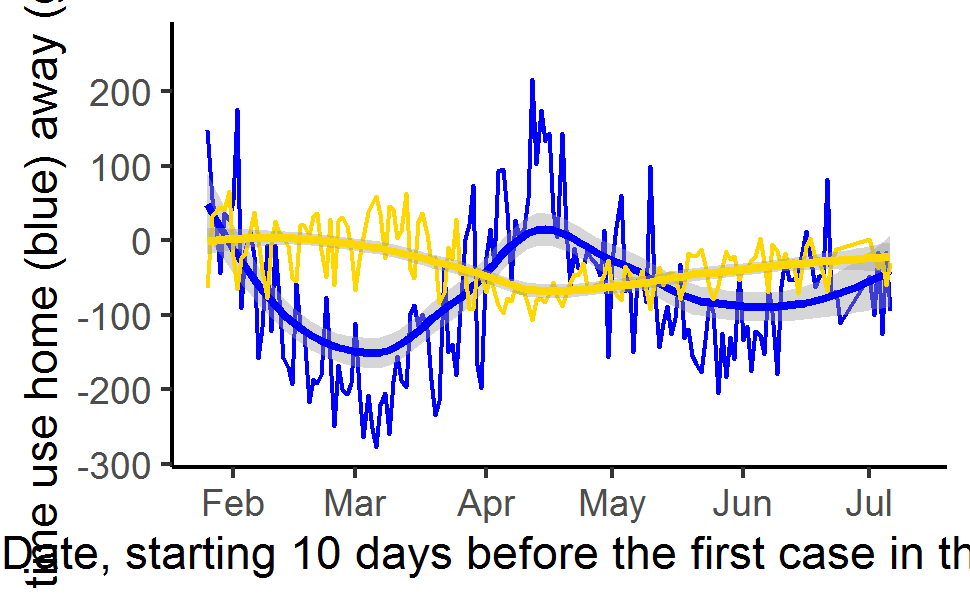 time use home (blue) away (
200
100
0
-100
-200
-300
Feb Mar Apr May Jun Jul
Date, starting 10 days before the first case in th